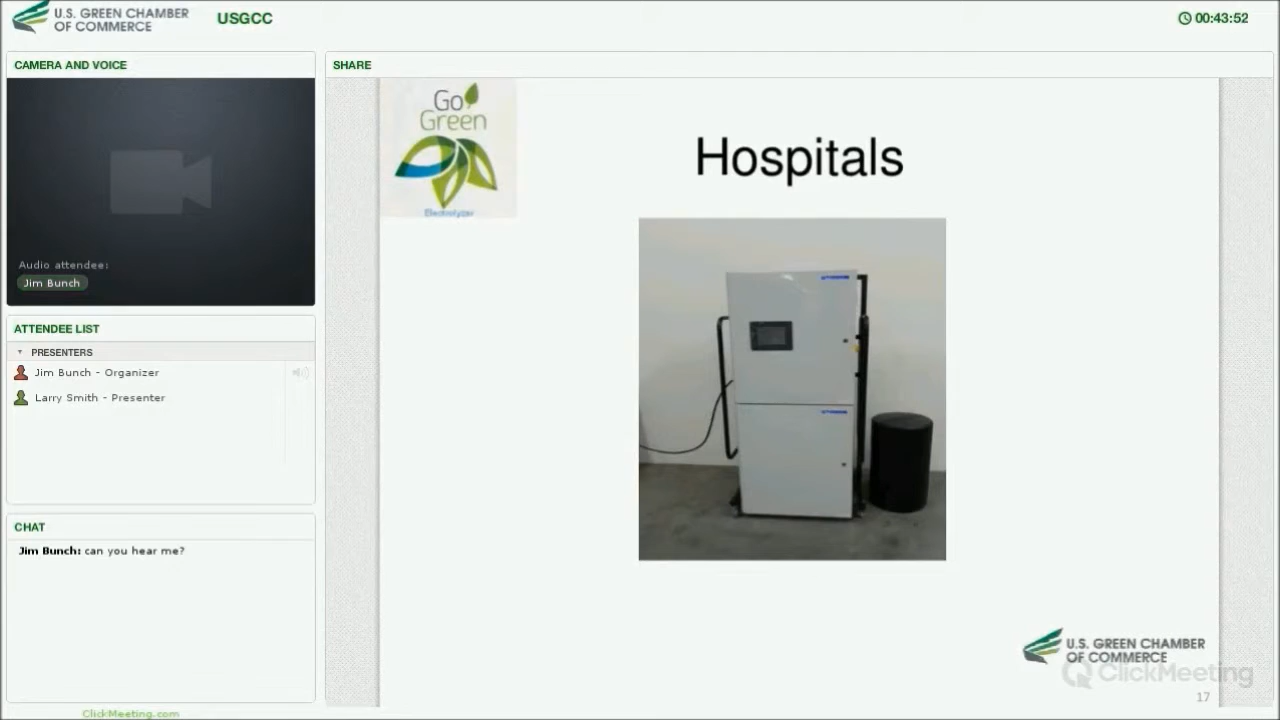 U.S. GREEN CHAMBER
OF COMMERCE
USGCC
00:43:52
CAMERA AND VOICE
Audio attendee:
Jim Bunch
ATTENDEE LIST
PRESENTERS
Jim Bunch - Organizer
Larry Smith - Presenter
CHAT
Jim Bunch: can you hear me?
ClickMeeting.com
SHARE
Go
Green
Electrolyzer
Hospitals
U.S. GREEN CHAMBER
OF COMMERCE
ClickMeeting
17